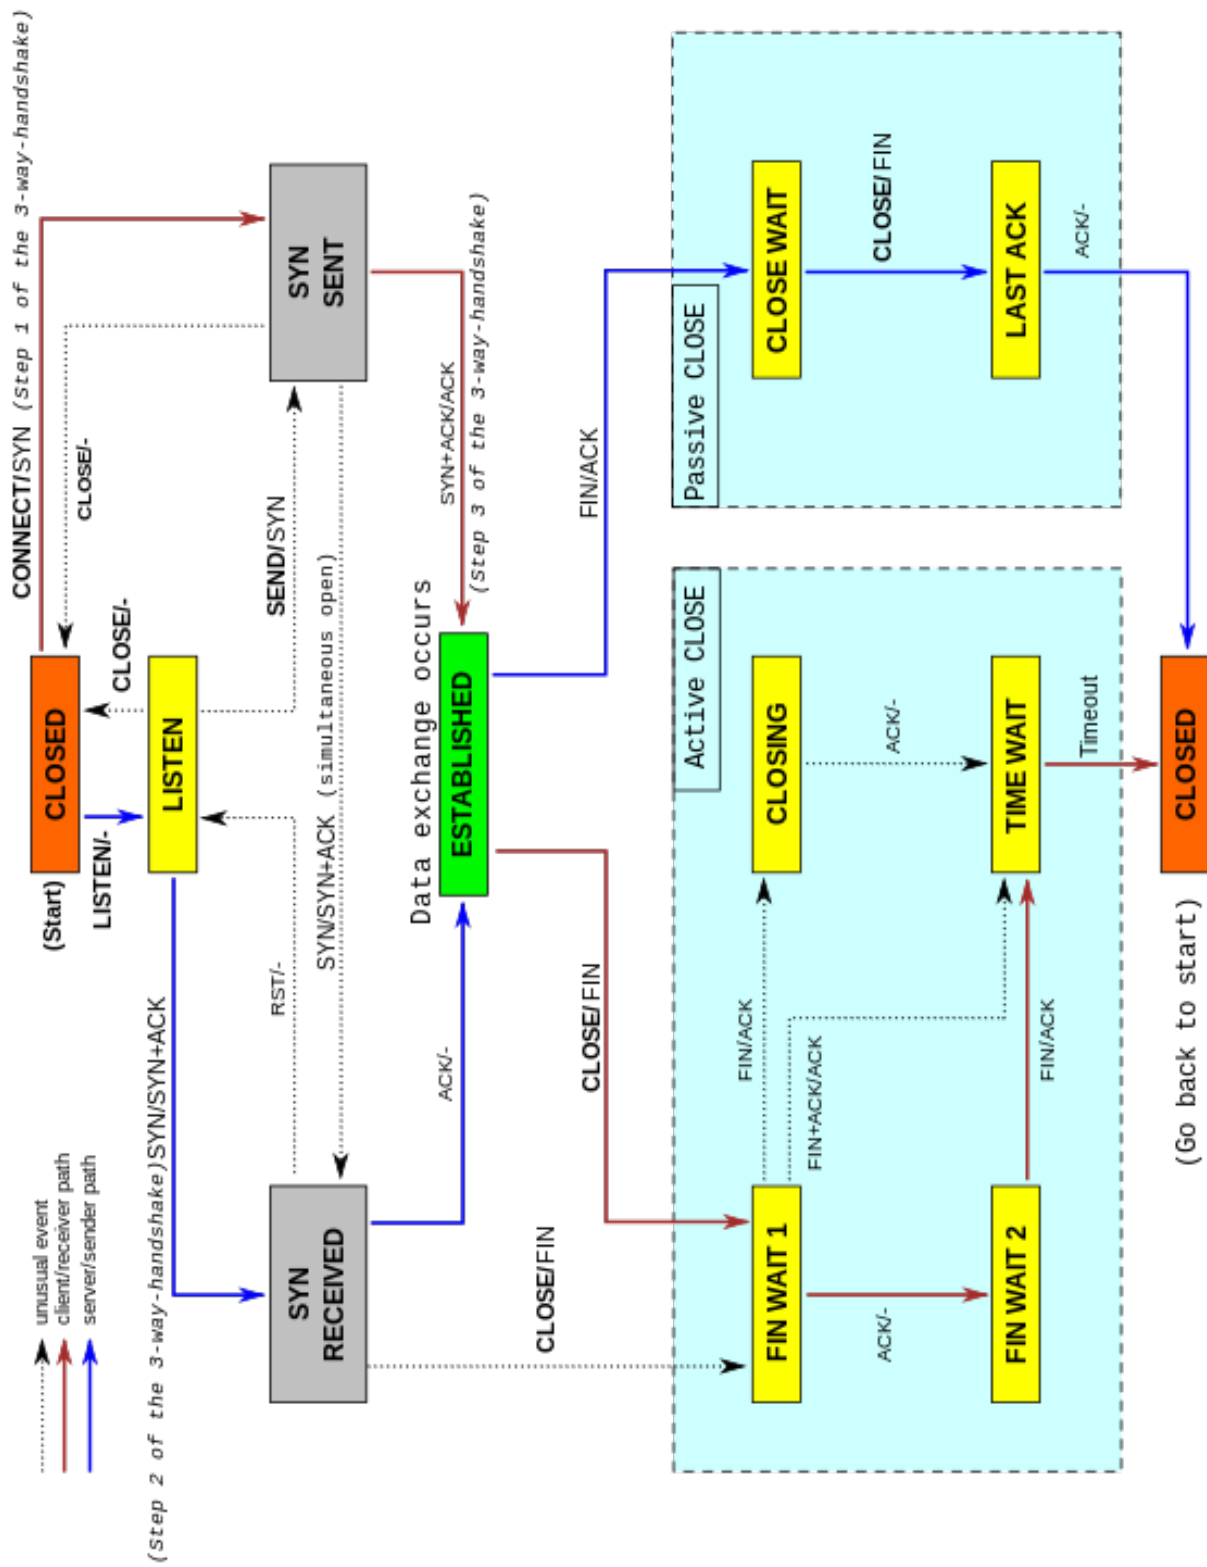 unusual event
client/receiver path
server/sender path
(Start)
CLOSED
CONNECT/SYN (Step 1 of the 3-way-handshake)
CLOSE/-
LISTEN/-
CLOSE/-
LISTEN
(Step 2 of the 3-way-handshake)SYN/SYN+ACK
RST/-
SEND/SYN
SYN
RECEIVED
SYN/SYN+ACK (simultaneous open)
SYN
SENT
Data exchange occurs
ACK/-
ESTABLISHED
SYN+ACK/ACK
(Step 3 of the 3-way-handshake)
CLOSE/FIN
CLOSE/FIN
FIN/ACK
Active CLOSE
Passive CLOSE
FIN WAIT 1
FIN/ACK
CLOSING
CLOSE WAIT
FIN+ACK/ACK
ACK/-
ACK/-
CLOSE/FIN
FIN WAIT 2
FIN/ACK
TIME WAIT
LAST ACK
Timeout
ACK/-
(Go back to start)
CLOSED